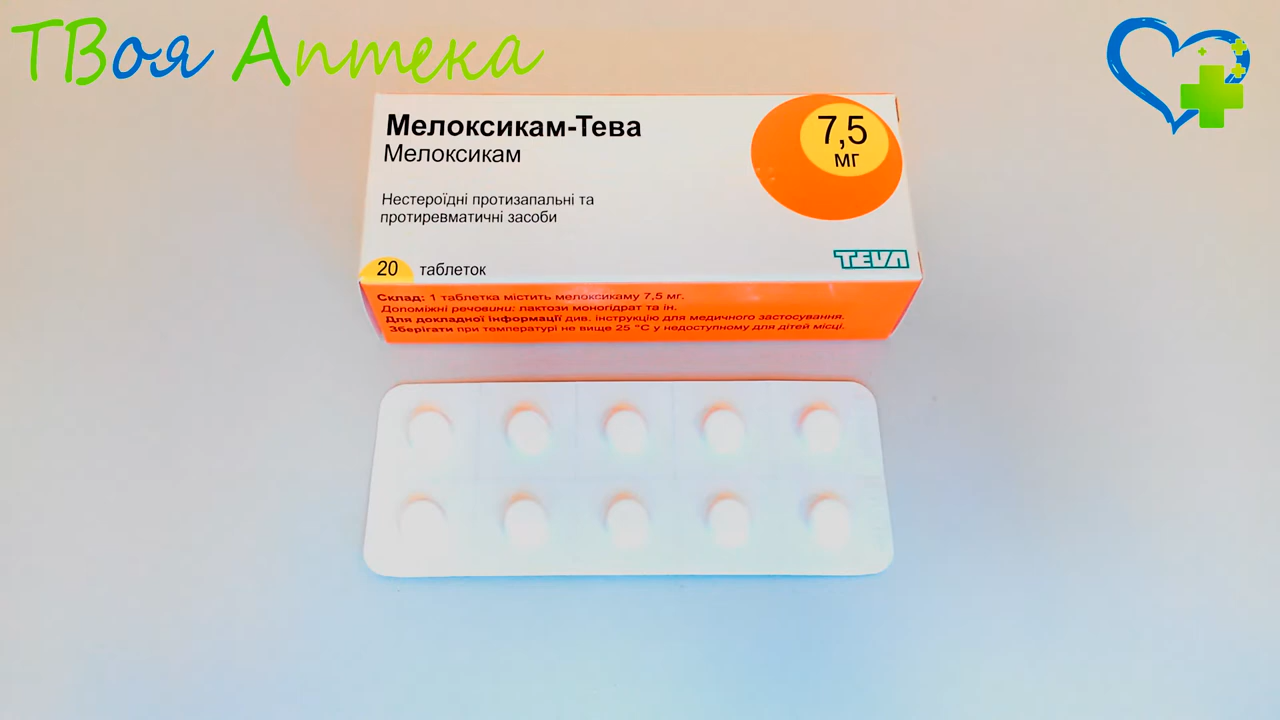 ТВоя Аптека
Мелоксикам-Тева
Мелоксикам
7,5
мг
Нестероїдні протизапальні та
протиревматичні засоби
TEVA
20 таблеток
Склад: 1 таблетка містить мелоксикаму 7,5 мг.
Допоміжні речовини: лактози моногідрат та ін.
Для докладної інформації див. інструкцію для медичного застосування.
Зберігати при температурі не вище 25 °С у недоступному для дітей місці.